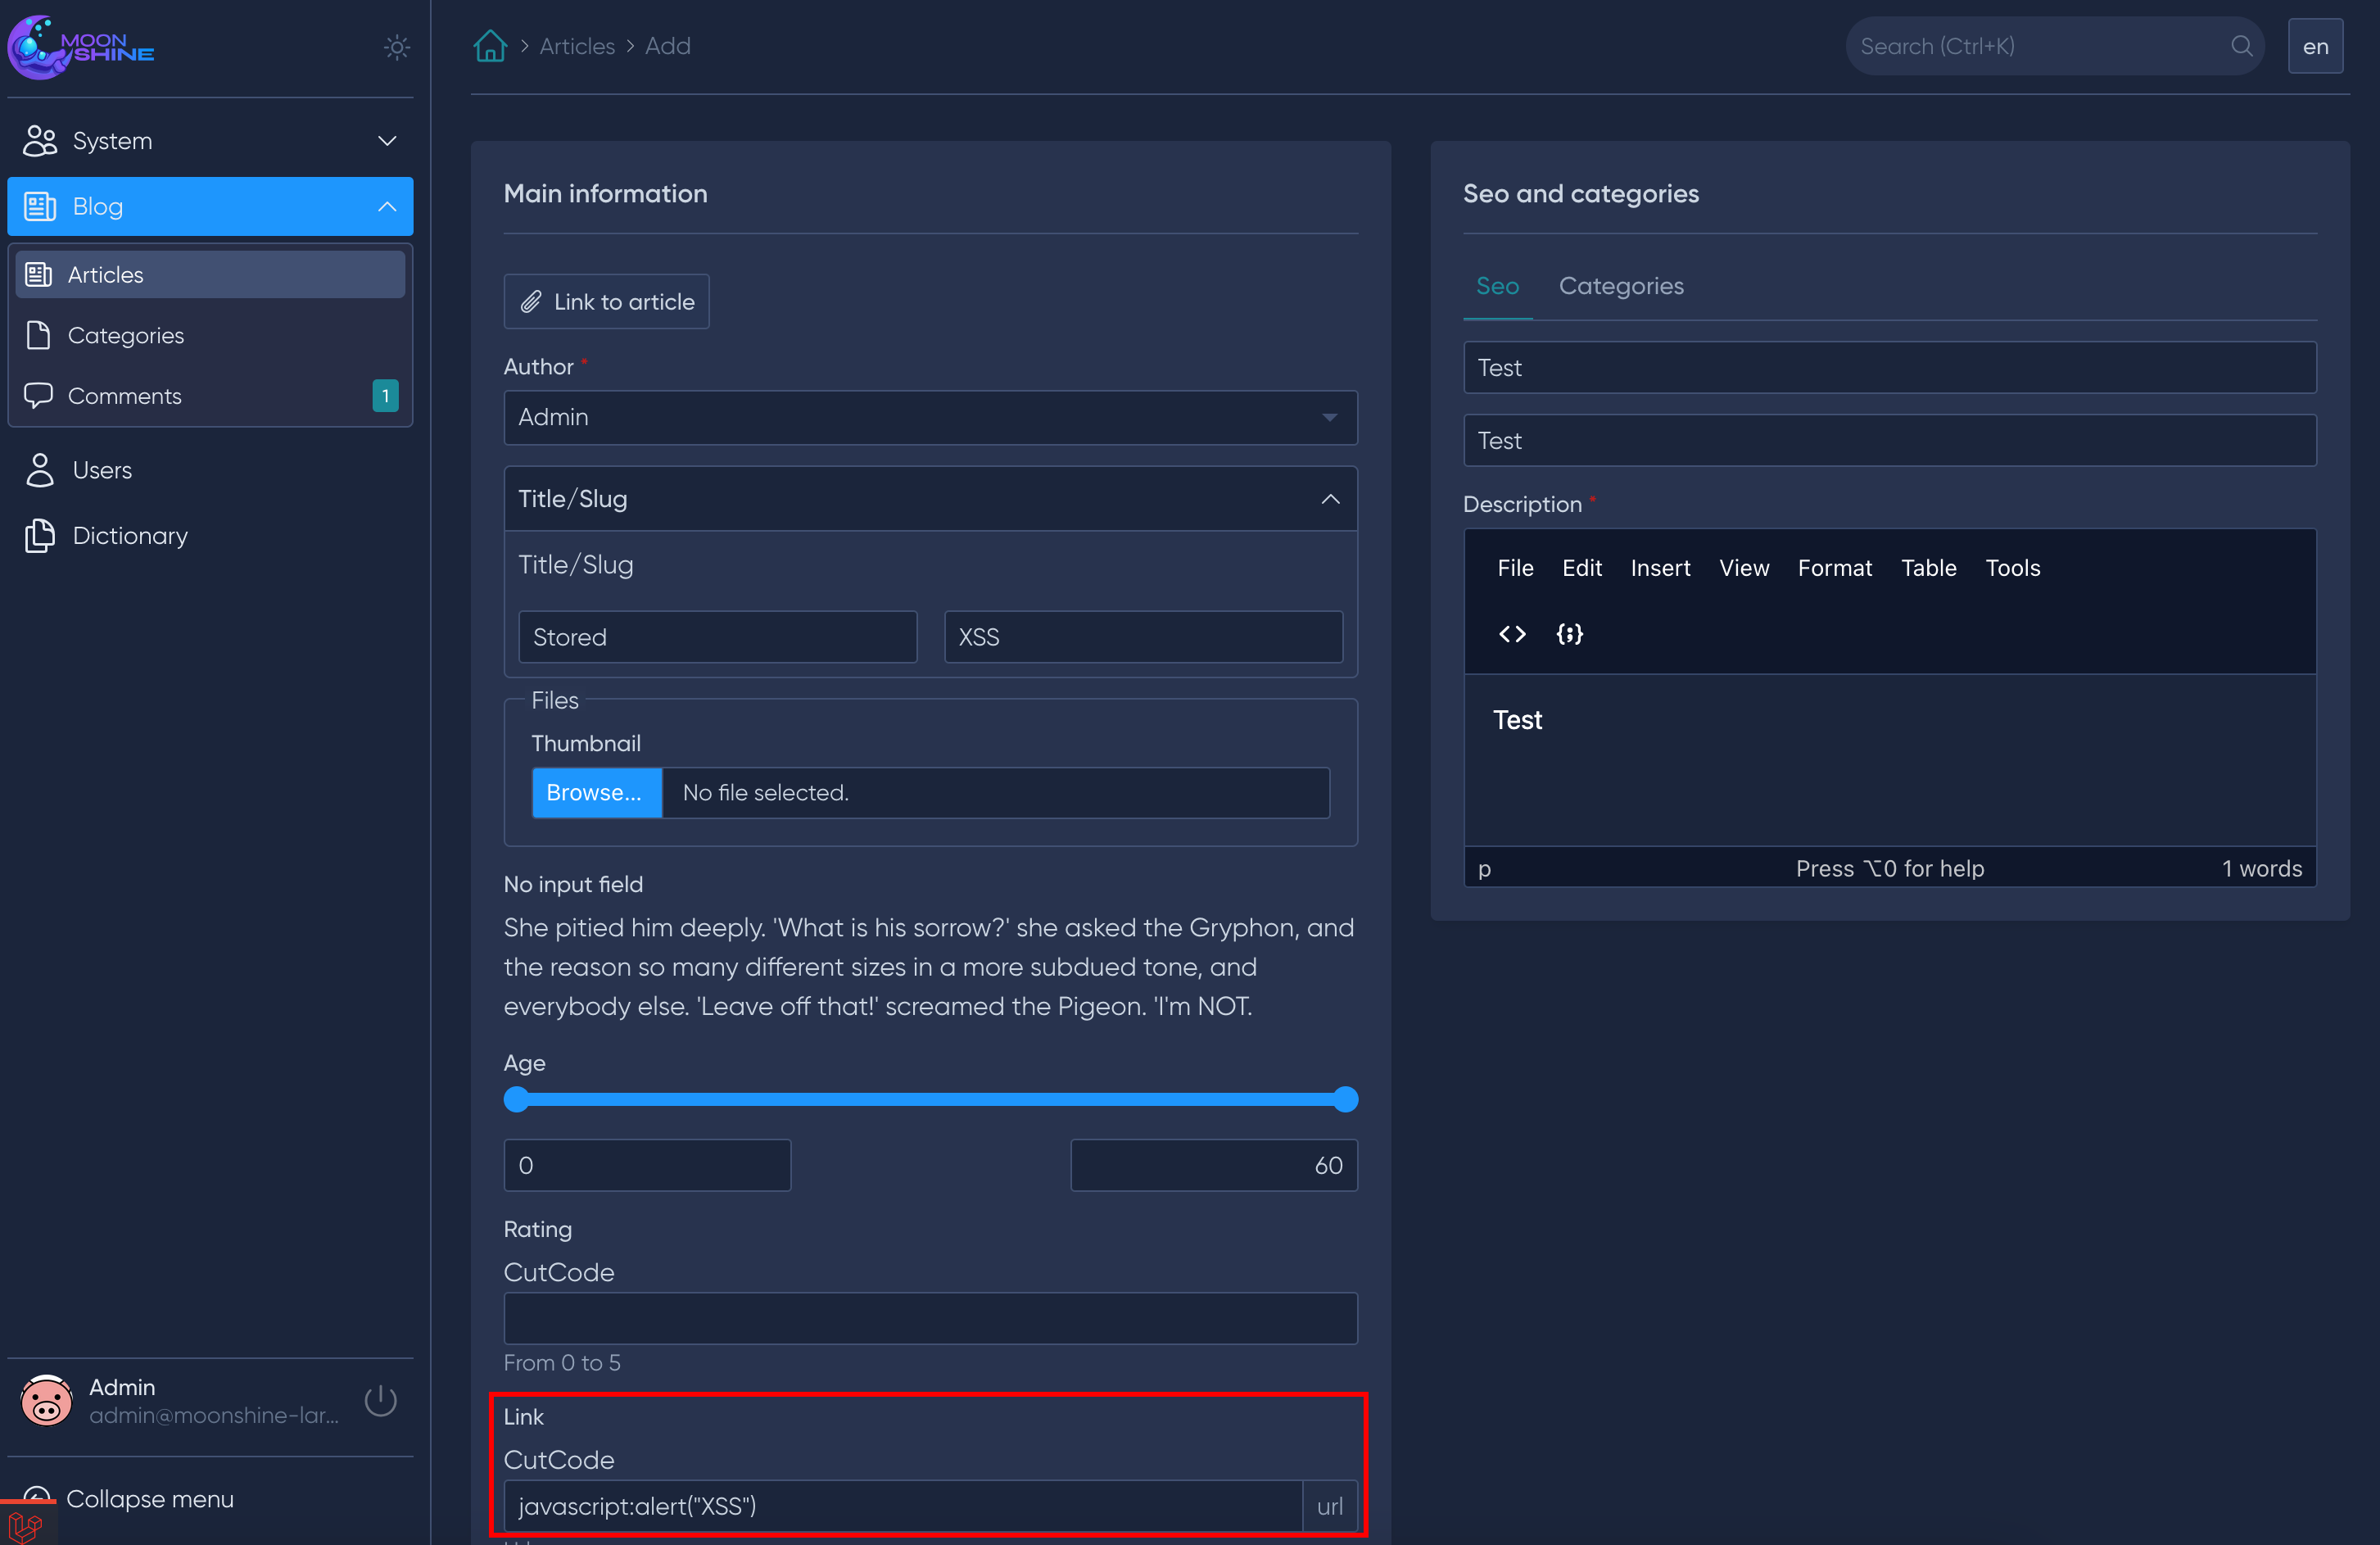 MOON
SHINE
System
Blog
Articles
Categories
Comments 1
Users
Dictionary
Admin
admin@moonshine-lar...
Collapse menu
Articles Add
Search (Ctrl+K)
en
Main information
Link to article
Author *
Admin
Title/Slug
Title/Slug
Stored XSS
Files
Thumbnail
Browse... No file selected.
No input field
She pitied him deeply. 'What is his sorrow?' she asked the Gryphon, and
the reason so many different sizes in a more subdued tone, and
everybody else. 'Leave off that!' screamed the Pigeon. 'I'm NOT.
Age
0 60
Rating
CutCode
From 0 to 5
Link
CutCode
javascript:alert("XSS") url
Seo and categories
Seo Categories
Test
Test
Description *
File Edit Insert View Format Table Tools
<> {;}
Test
p Press ⌥0 for help 1 words